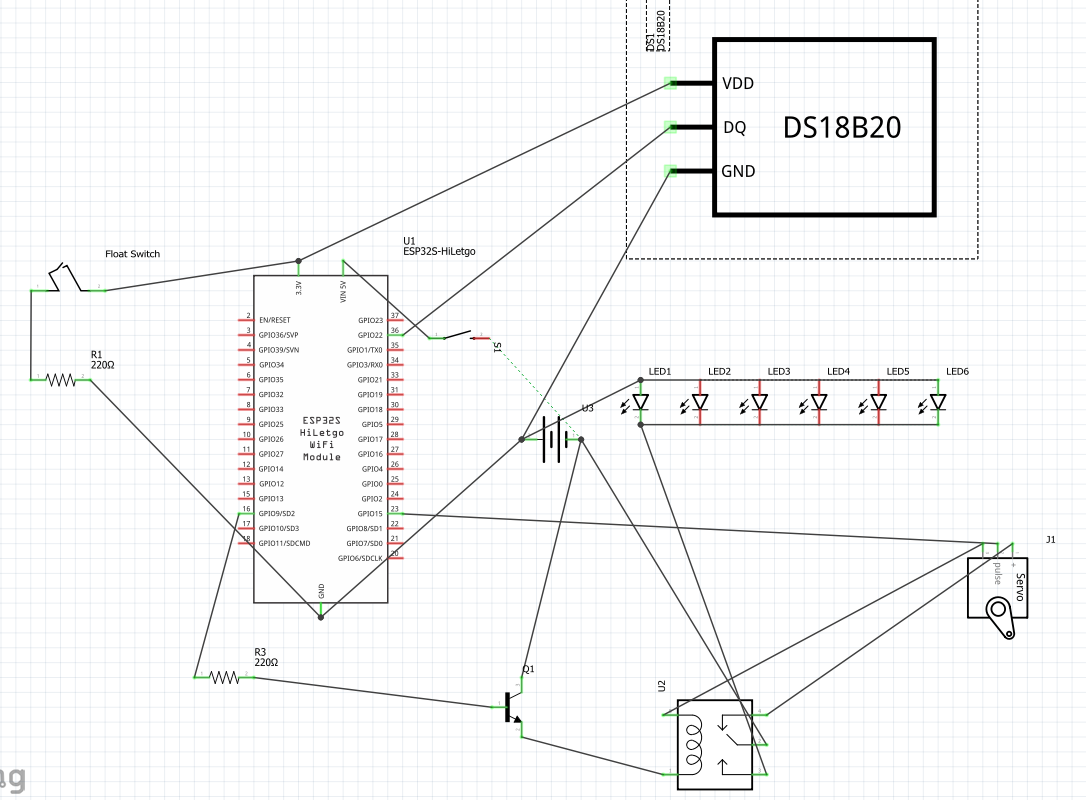 DS1
DS18B20
VDD
DQ
GND
DS18B20
Float Switch
U1
ESP32S-HiLetgo
3.3V
VIN 5V
2 EN/RESET
3 GPIO36/SVP
4 GPIO39/SVN
5 GPIO34
6 GPIO35
7 GPIO32
8 GPIO33
9 GPIO25
10 GPIO26
11 GPIO27
12 GPIO14
13 GPIO12
15 GPIO13
16 GPIO9/SD2
17 GPIO10/SD3
18 GPIO11/SDCMD
GPIO23 37
GPIO22 36
GPIO1/TX0 35
GPIO3/RX0 34
GPIO21 33
GPIO19 31
GPIO18 30
GPIO5 29
GPIO17 28
GPIO16 27
GPIO4 26
GPIO0 25
GPIO2 24
GPIO15 23
GPIO8/SD1 22
GPIO7/SD0 21
GPIO6/SDCLK 20
ESP32S
HiLetgo
WiFi
Module
GND
S1
R1
220Ω
LED1
LED2
LED3
LED4
LED5
LED6
U3
J1
pulse
+
Servo
R3
220Ω
Q1
U2
ng